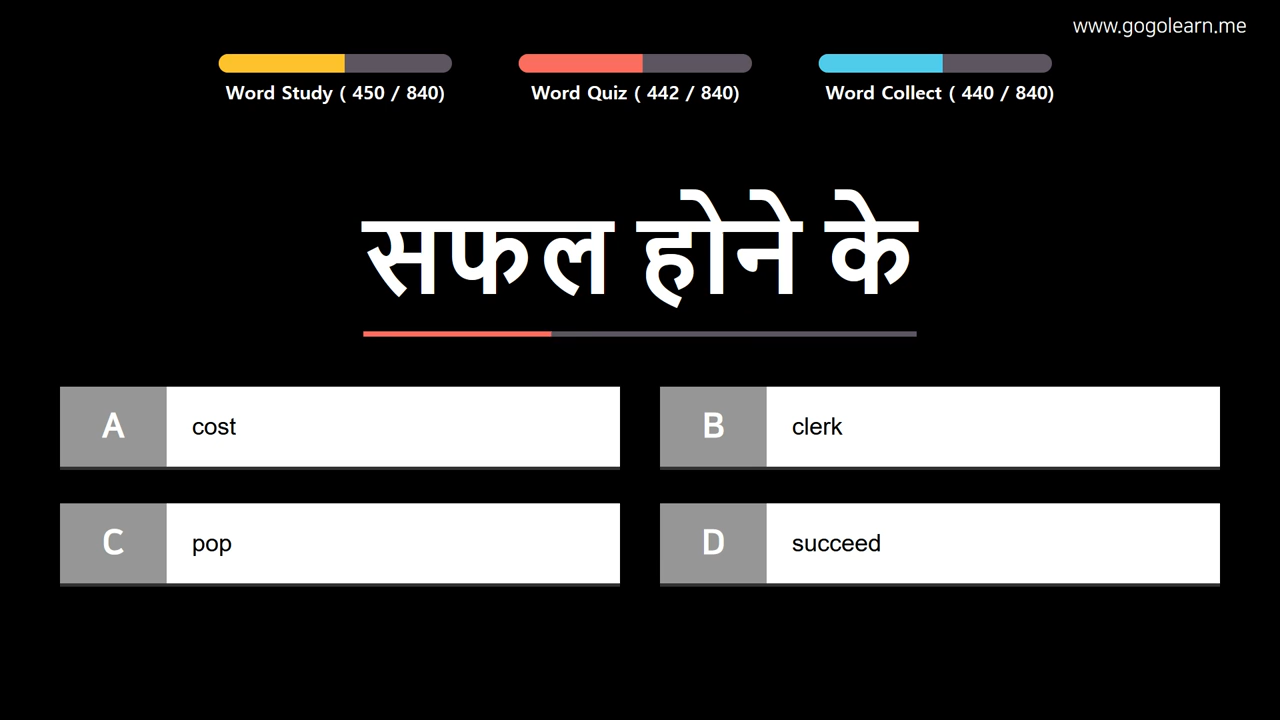 www.gogolearn.me
Word Study ( 450 / 840)
Word Quiz ( 442 / 840)
Word Collect ( 440 / 840)
सफल होने के
A cost
B clerk
C pop
D succeed